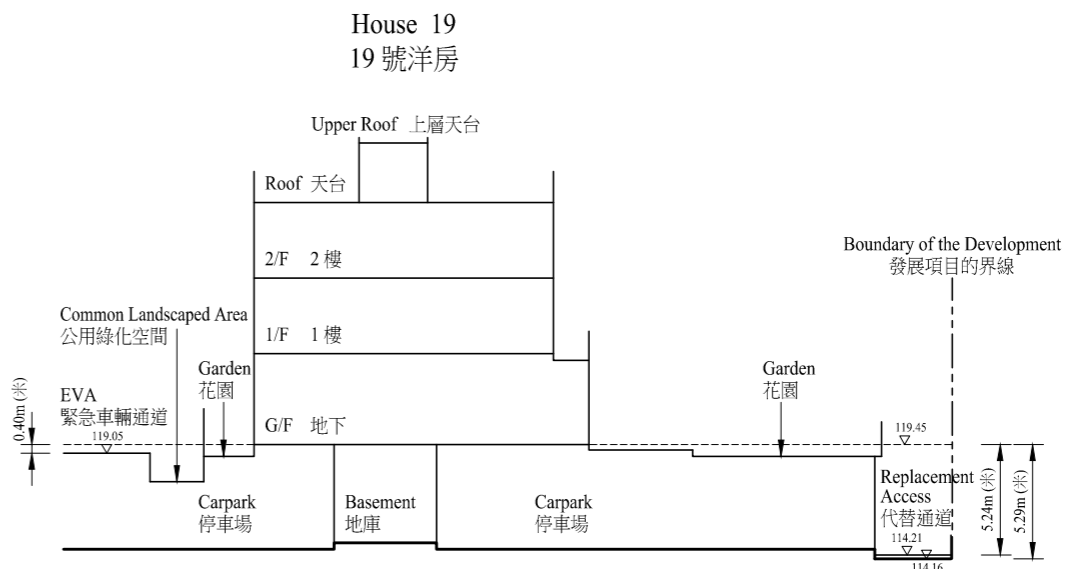 House 19
19 號洋房
Upper Roof 上層天台
Roof 天台
2/F 2 樓
Boundary of the Development
發展項目的界線
Common Landscaped Area
公用綠化空間
1/F 1 樓
Garden
花園
Garden
花園
EVA
緊急車輛通道
0.40m (米)
119.05
G/F 地下
119.45
Carpark
停車場
Basement
地庫
Carpark
停車場
Replacement
Access
代替通道
114.21
114.16
5.24m (米)
5.29m (米)